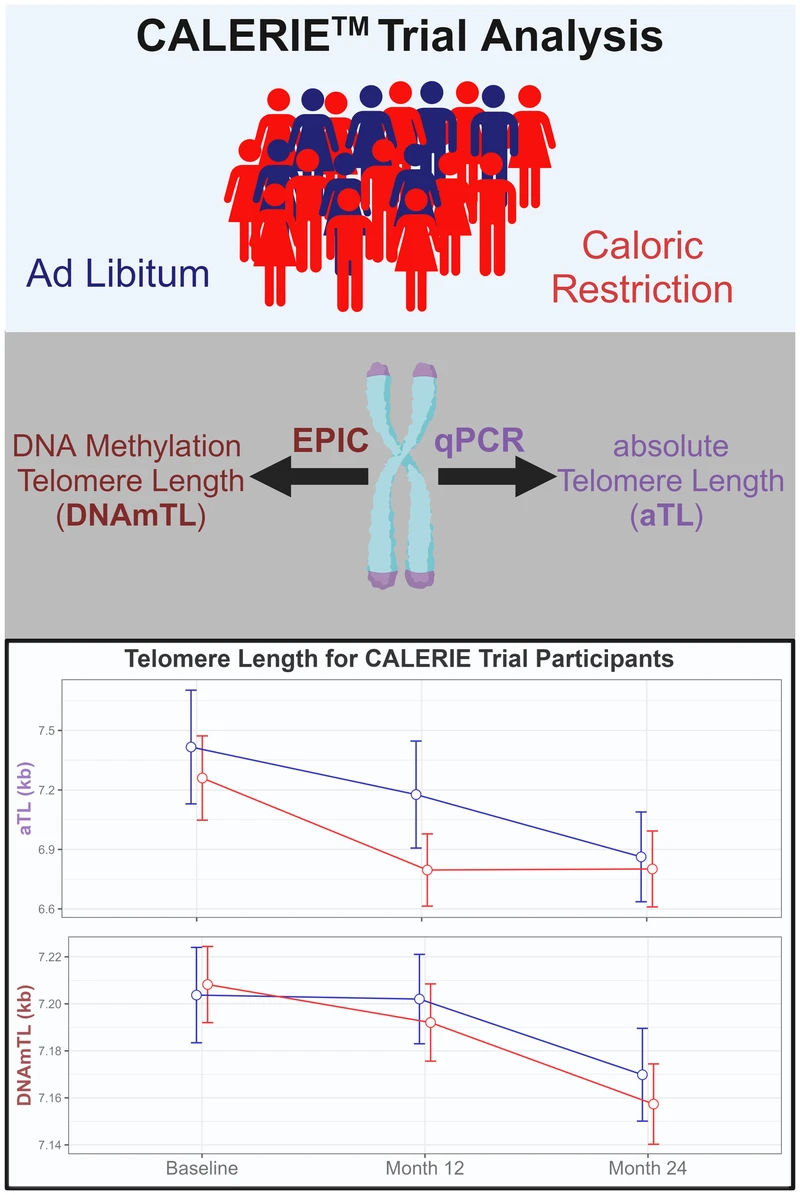 CALERIE™ Trial Analysis
Ad Libitum
Caloric
Restriction
DNA Methylation
Telomere Length
(DNAmTL)
EPIC
qPCR
absolute
Telomere Length
(aTL)
Telomere Length for CALERIE Trial Participants
aTL (kb)
7.5
7.2
6.9
6.6
DNAmTL (kb)
7.22
7.20
7.18
7.16
7.14
Baseline
Month 12
Month 24